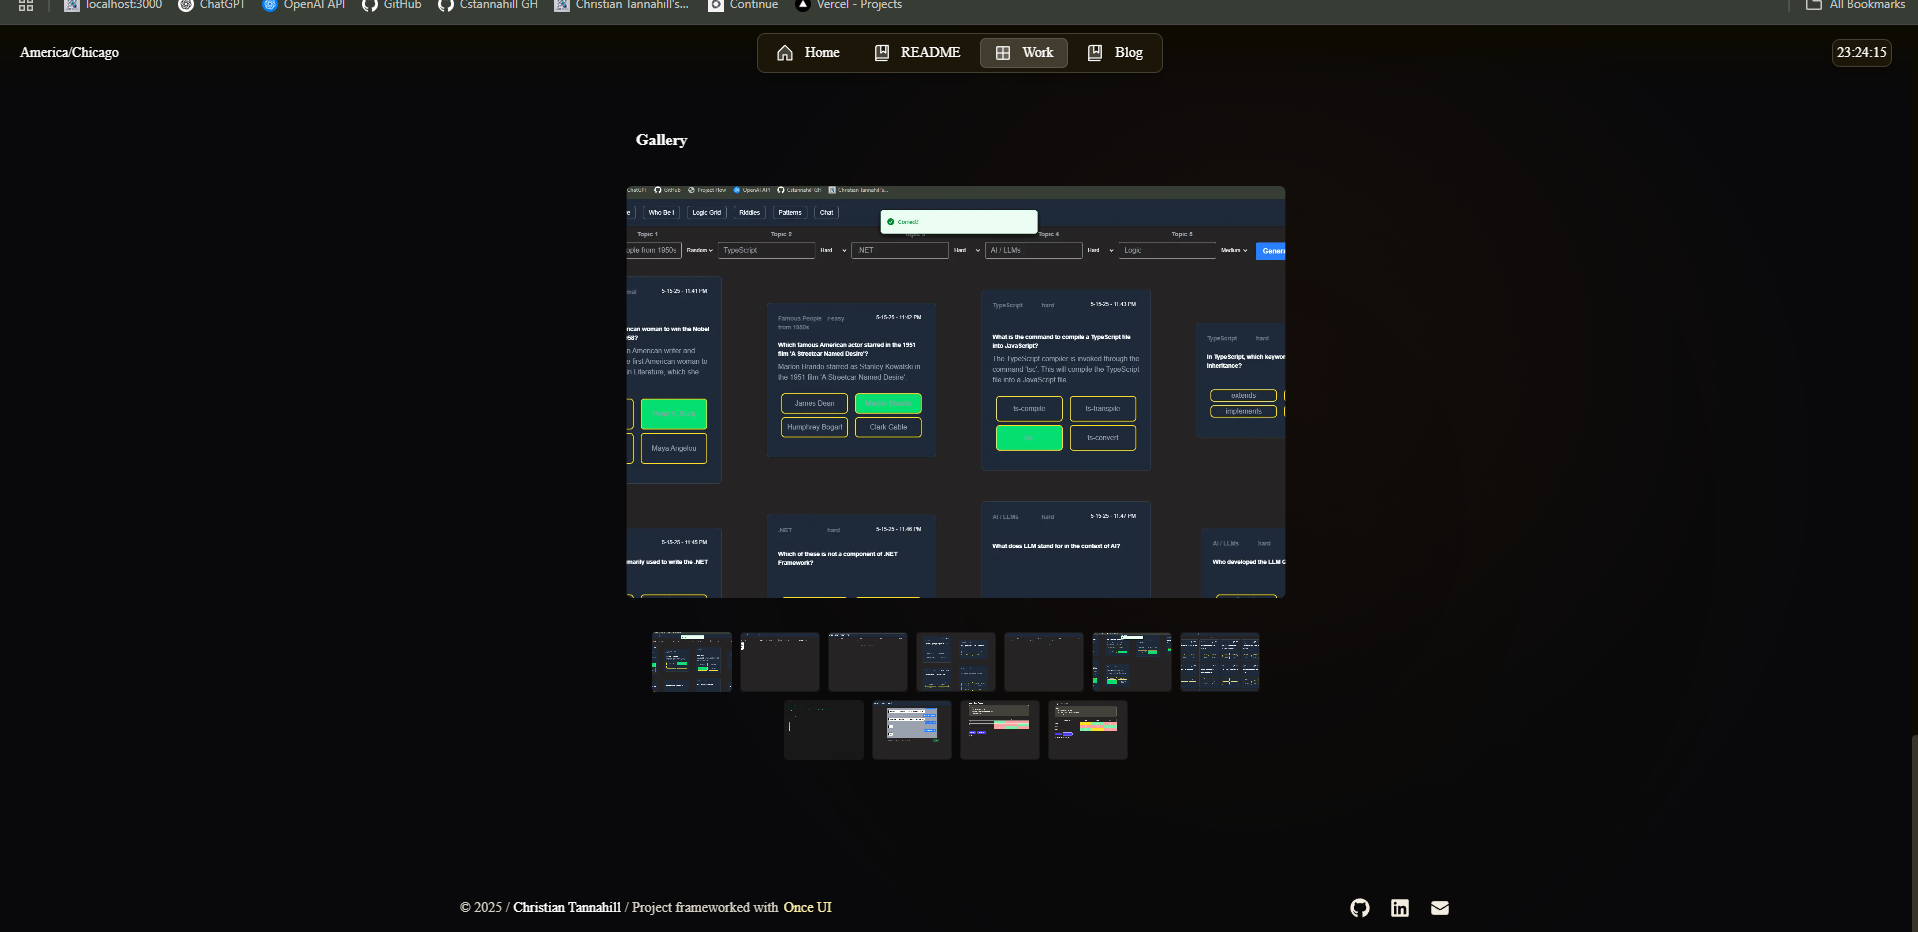 localhost:3000 ChatGPT OpenAI API GitHub Cstannahill GH Christian Tannahill's... Continue Vercel - Projects All Bookmarks
America/Chicago Home README Work Blog 23:24:15
Gallery
ChatGPT GitHub Project Flow OpenAI API Cstannahill GH Christian Tannahill's...
Who Be I Logic Grid Riddles Patterns Chat
Correct!
Topic 1 Topic 2 Topic 4 Topic 5
ople from 1950s Random TypeScript Hard .NET Hard AI / LLMs Hard Logic Medium Gener
5-15-25 - 11:41 PM
rican woman to win the Nobel
n American writer and
e first American woman to
n Literature, which she
Maya Angelou
Famous People r-easy 5-15-25 - 11:42 PM
Which famous American actor starred in the 1951
film 'A Streetcar Named Desire'?
Marlon Brando starred as Stanley Kowalski in
the 1951 film 'A Streetcar Named Desire'.
James Dean
Humphrey Bogart Clark Gable
TypeScript hard 5-15-25 - 11:43 PM
What is the command to compile a TypeScript file
into JavaScript?
The TypeScript compiler is invoked through the
command 'tsc'. This will compile the TypeScript
file into a JavaScript file.
ts-compile ts-transpile
ts-convert
TypeScript hard
In TypeScript, which keywor
inheritance?
extends
implements
5-15-25 - 11:45 PM
marily used to write the .NET
.NET hard 5-15-25 - 11:46 PM
Which of these is not a component of .NET
Framework?
AI / LLMs hard 5-15-25 - 11:47 PM
What does LLM stand for in the context of AI?
AI / LLMs hard
Who developed the LLM G
© 2025 / Christian Tannahill / Project frameworked with Once UI